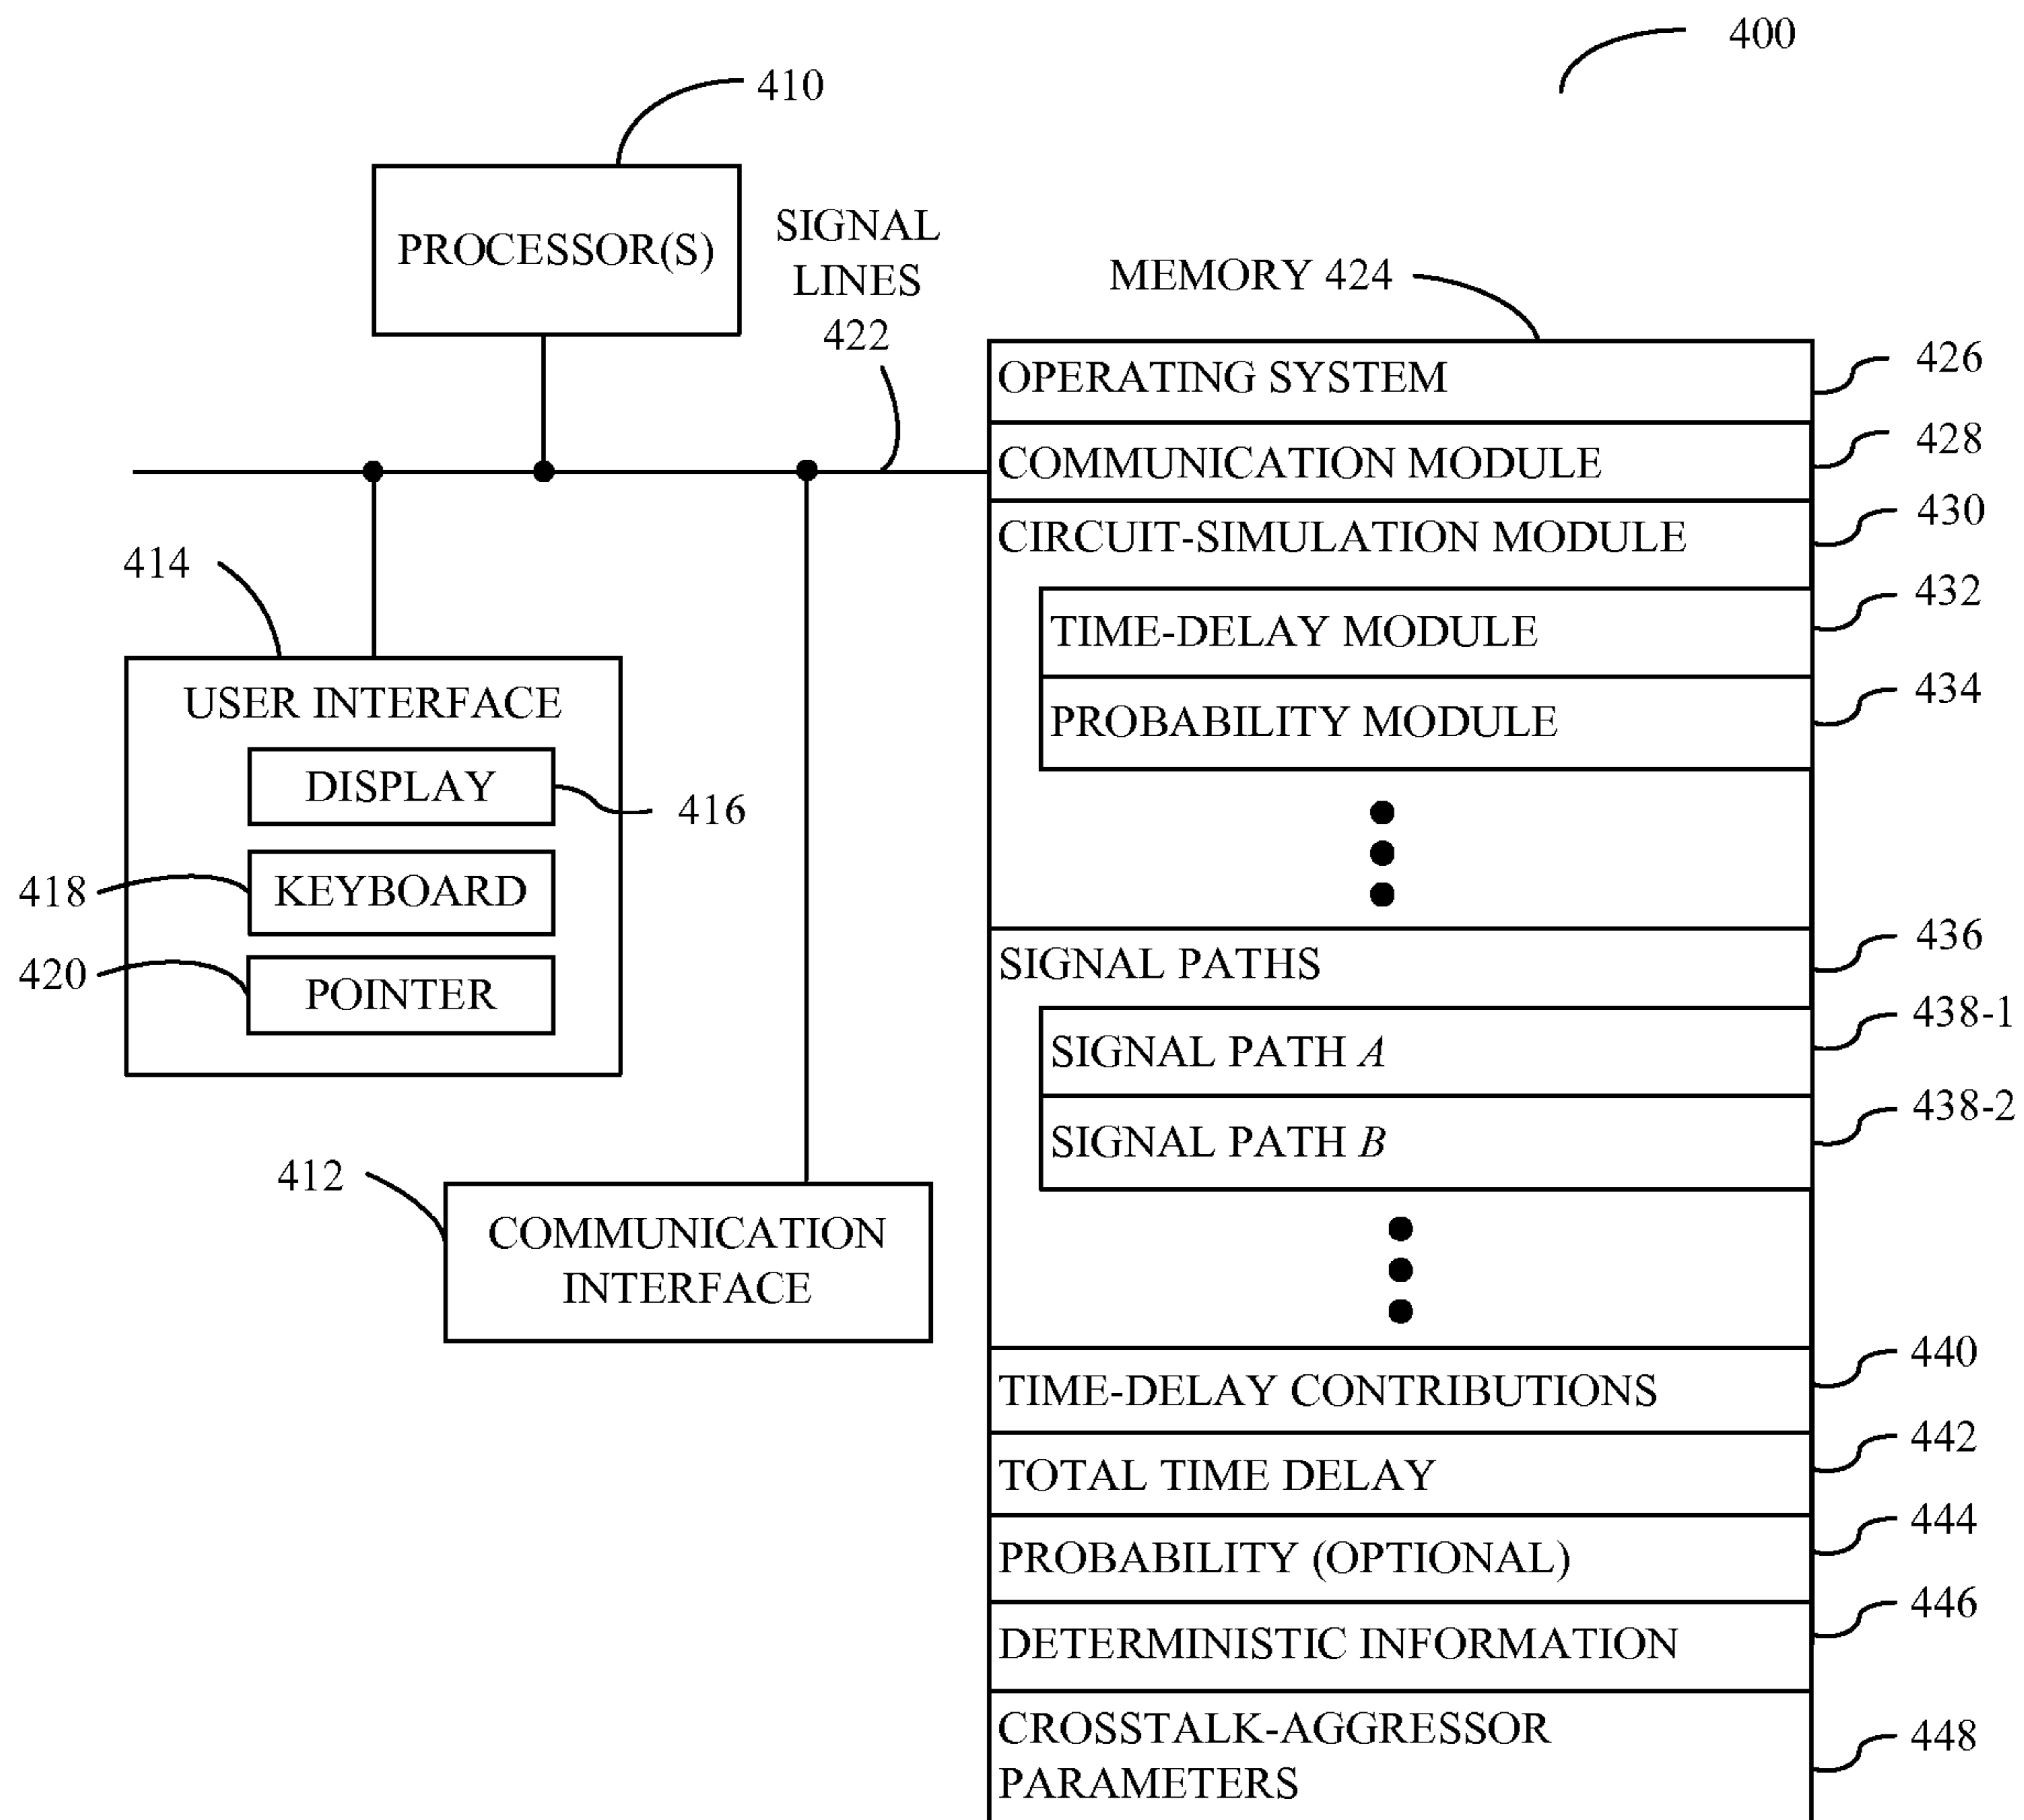 400
410
PROCESSOR(S)
SIGNAL
LINES
422
MEMORY 424
OPERATING SYSTEM
426
COMMUNICATION MODULE
428
CIRCUIT-SIMULATION MODULE
430
TIME-DELAY MODULE
432
PROBABILITY MODULE
434
414
USER INTERFACE
DISPLAY
416
418
KEYBOARD
420
POINTER
412
COMMUNICATION
INTERFACE
SIGNAL PATHS
436
SIGNAL PATH A
438-1
SIGNAL PATH B
438-2
TIME-DELAY CONTRIBUTIONS
440
TOTAL TIME DELAY
442
PROBABILITY (OPTIONAL)
444
DETERMINISTIC INFORMATION
446
CROSSTALK-AGGRESSOR
PARAMETERS
448